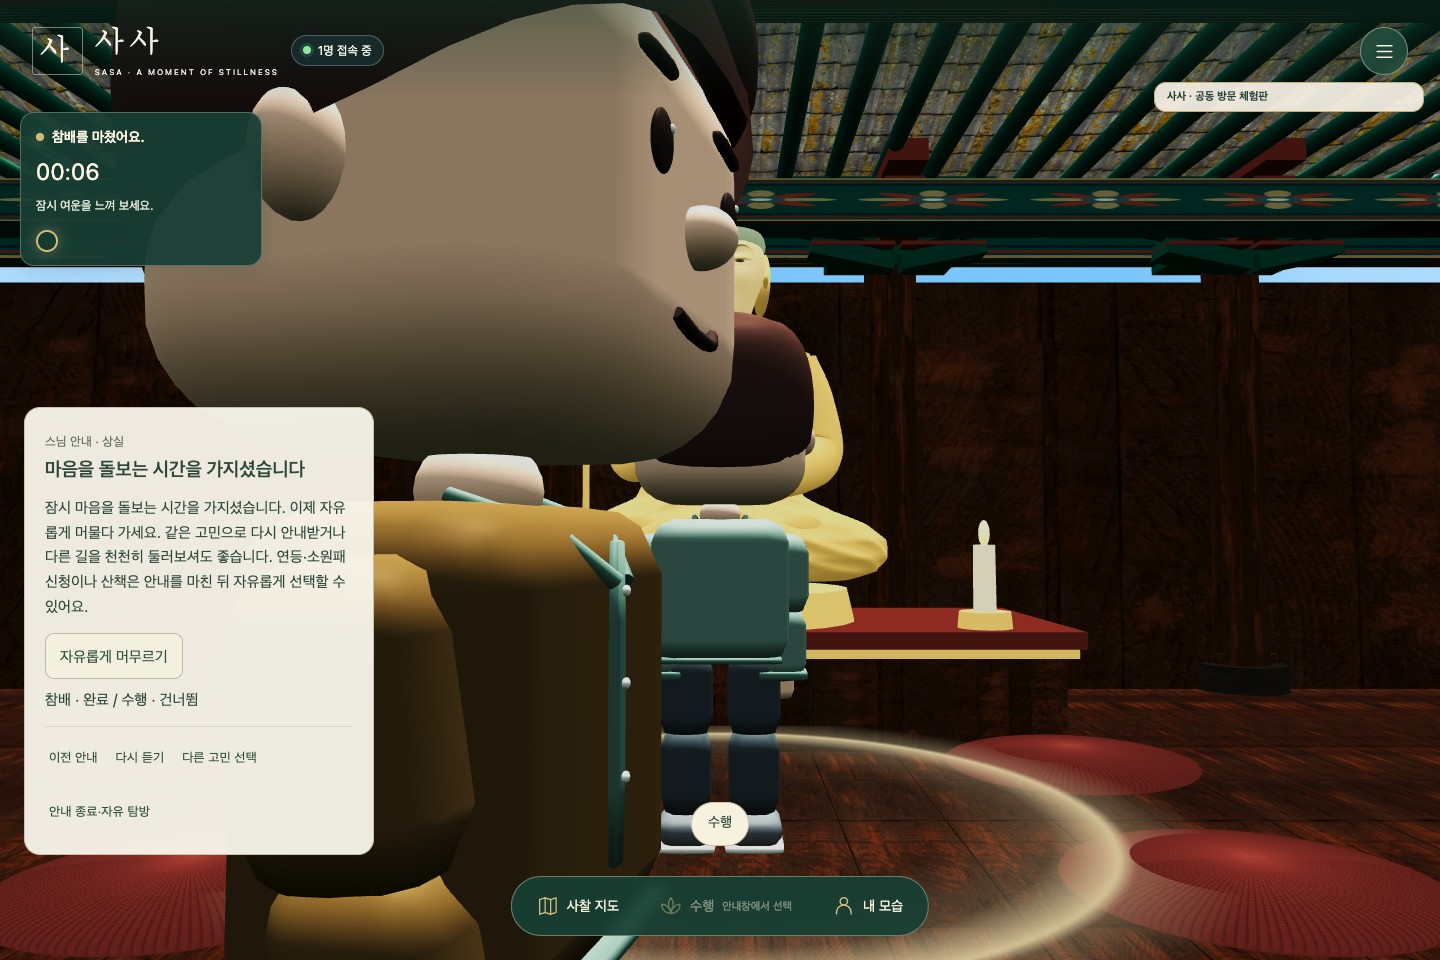 사
사사
SASA · A MOMENT OF STILLNESS
1명 접속 중
사사 · 공동 방문 체험판
참배를 마쳤어요.
00:06
잠시 여운을 느껴 보세요.
스님 안내 · 상실
마음을 돌보는 시간을 가지셨습니다
잠시 마음을 돌보는 시간을 가지셨습니다. 이제 자유
롭게 머물다 가세요. 같은 고민으로 다시 안내받거나
다른 길을 천천히 둘러보셔도 좋습니다. 연등·소원패
신청이나 산책은 안내를 마친 뒤 자유롭게 선택할 수
있어요.
자유롭게 머무르기
참배 · 완료 / 수행 · 건너뜀
이전 안내 다시 듣기 다른 고민 선택
안내 종료·자유 탐방
수행
사찰 지도 수행 안내창에서 선택 내 모습